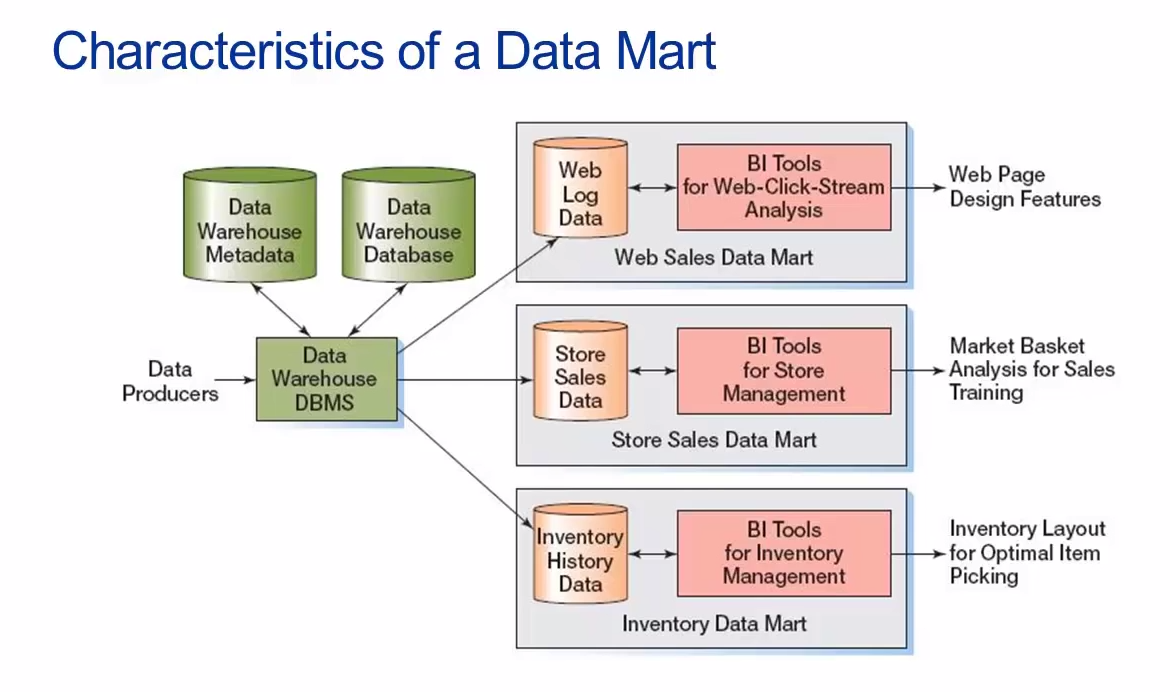 Characteristics of a Data Mart
Data
Warehouse
Metadata
Data
Warehouse
Database
Data
Producers
Data
Warehouse
DBMS
Web
Log
Data
BI Tools
for Web-Click-Stream
Analysis
Web Sales Data Mart
Web Page
Design Features
Store
Sales
Data
BI Tools
for Store
Management
Store Sales Data Mart
Market Basket
Analysis for Sales
Training
Inventory
History
Data
BI Tools
for Inventory
Management
Inventory Data Mart
Inventory Layout
for Optimal Item
Picking